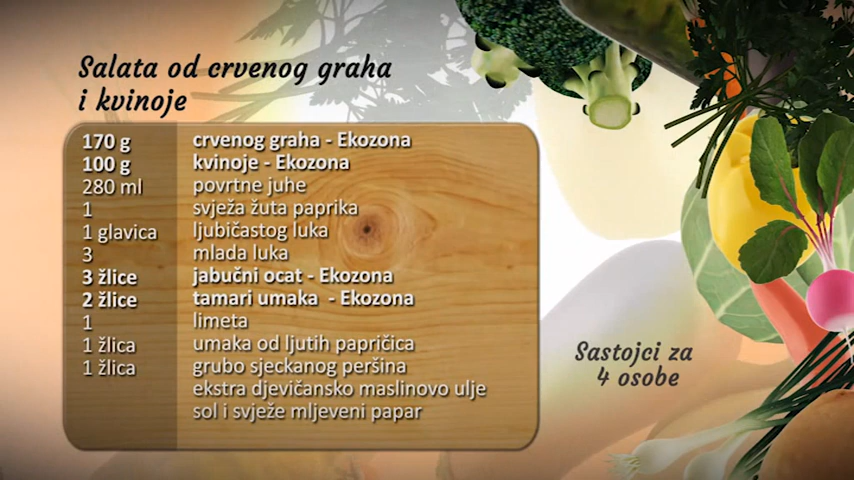 Salata od crvenog graha
i kvinoje
170 g crvenog graha - Ekozona
100 g kvinoje - Ekozona
280 ml povrtne juhe
1 svježa žuta paprika
1 glavica ljubičastog luka
3 mlada luka
3 žlice jabučni ocat - Ekozona
2 žlice tamari umaka - Ekozona
1 limeta
1 žlica umaka od ljutih papričica
1 žlica grubo sjeckanog peršina
ekstra djevičansko maslinovo ulje
sol i svježe mljeveni papar
Sastojci za
4 osobe